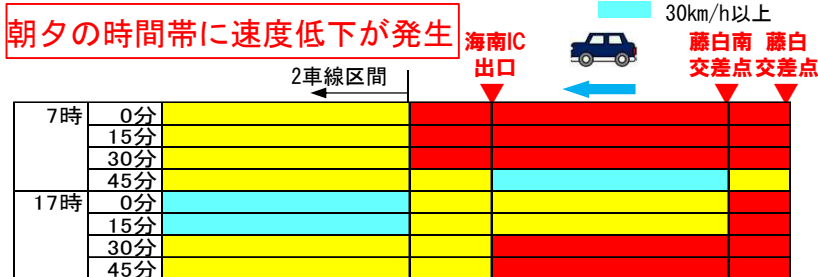 30km/h以上
朝夕の時間帯に速度低下が発生
海南IC
出口
藤白南
交差点
藤白
交差点
2車線区間
7時
0分
15分
30分
45分
17時
0分
15分
30分
45分